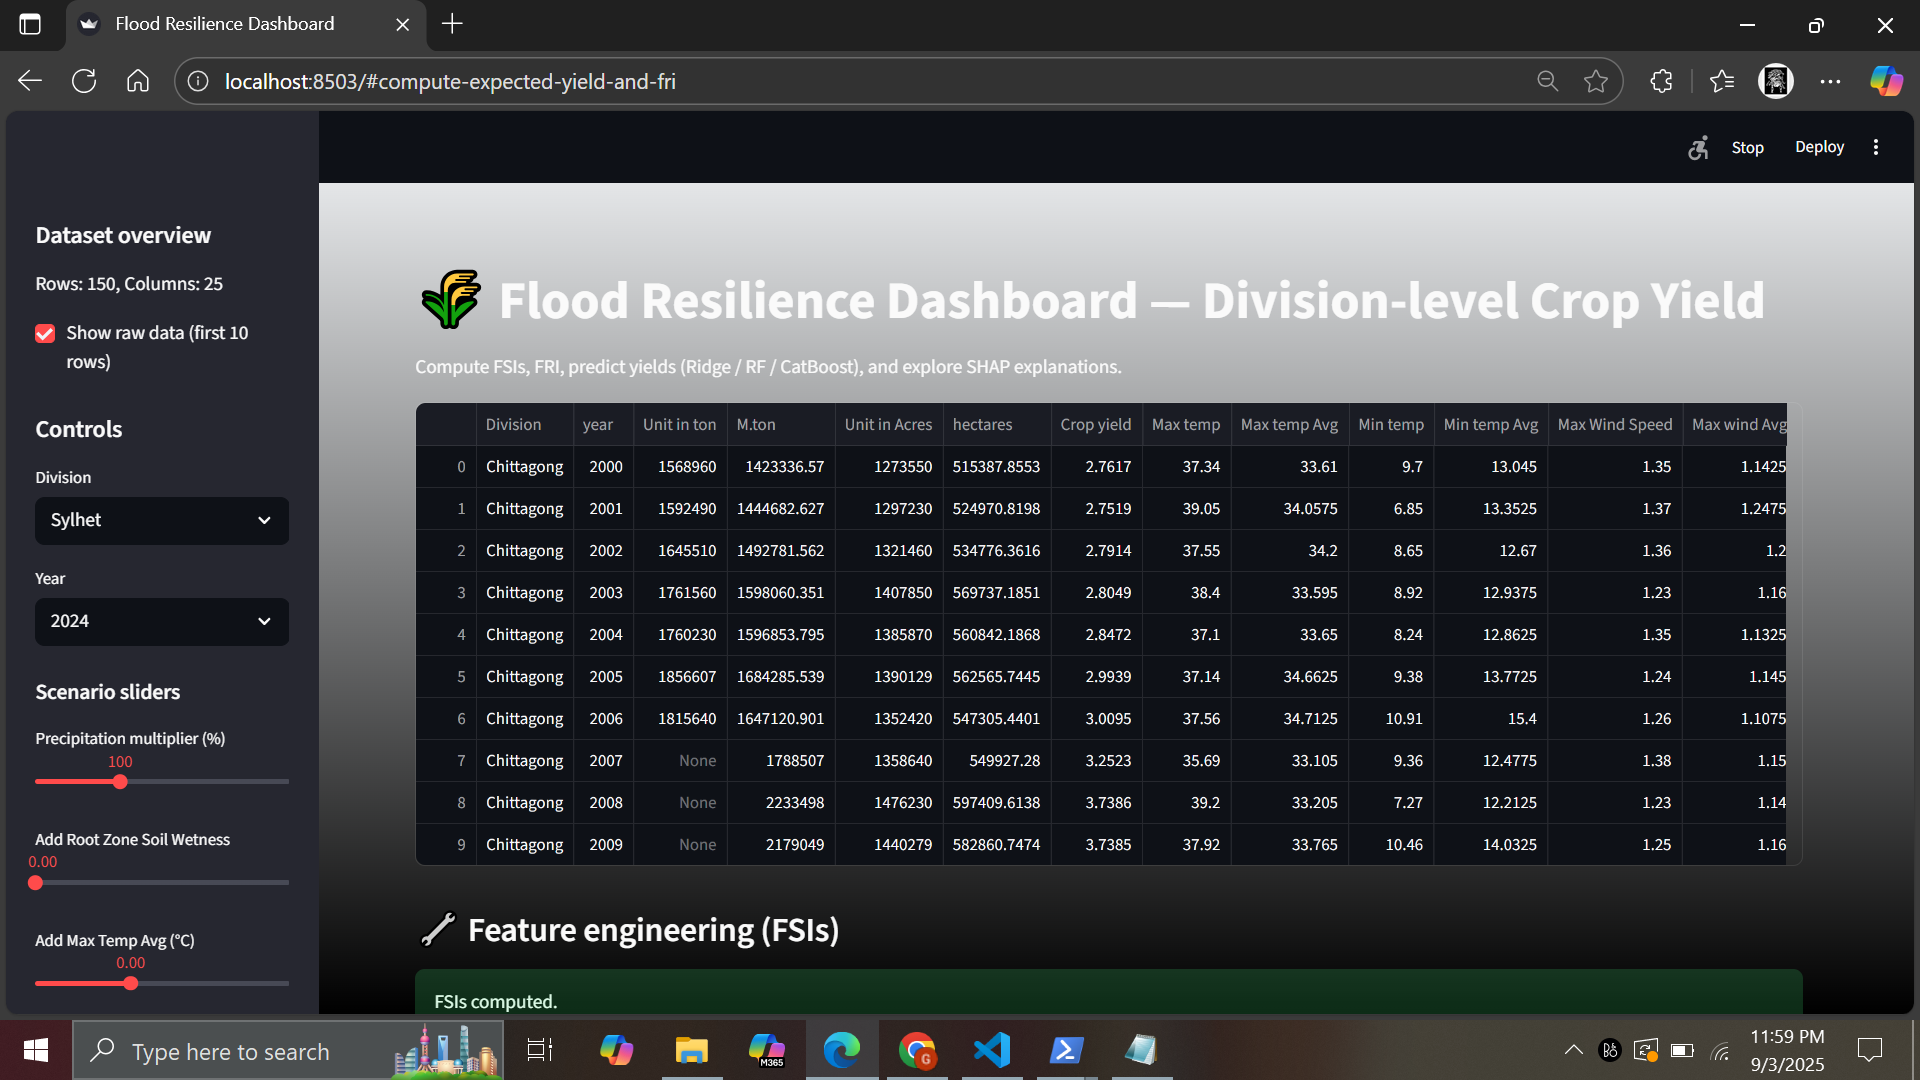 Flood Resilience Dashboard
localhost:8503/#compute-expected-yield-and-fri
Stop Deploy
Dataset overview
Rows: 150, Columns: 25
Show raw data (first 10
rows)
Controls
Division
Sylhet
Year
2024
Scenario sliders
Precipitation multiplier (%)
100
Add Root Zone Soil Wetness
0.00
Add Max Temp Avg (°C)
0.00
Flood Resilience Dashboard — Division-level Crop Yield
Compute FSIs, FRI, predict yields (Ridge / RF / CatBoost), and explore SHAP explanations.
Division year Unit in ton M.ton Unit in Acres hectares Crop yield Max temp Max temp Avg Min temp Min temp Avg Max Wind Speed Max wind Avg
0 Chittagong 2000 1568960 1423336.57 1273550 515387.8553 2.7617 37.34 33.61 9.7 13.045 1.35 1.1425
1 Chittagong 2001 1592490 1444682.627 1297230 524970.8198 2.7519 39.05 34.0575 6.85 13.3525 1.37 1.2475
2 Chittagong 2002 1645510 1492781.562 1321460 534776.3616 2.7914 37.55 34.2 8.65 12.67 1.36 1.2
3 Chittagong 2003 1761560 1598060.351 1407850 569737.1851 2.8049 38.4 33.595 8.92 12.9375 1.23 1.16
4 Chittagong 2004 1760230 1596853.795 1385870 560842.1868 2.8472 37.1 33.65 8.24 12.8625 1.35 1.1325
5 Chittagong 2005 1856607 1684285.539 1390129 562565.7445 2.9939 37.14 34.6625 9.38 13.7725 1.24 1.145
6 Chittagong 2006 1815640 1647120.901 1352420 547305.4401 3.0095 37.56 34.7125 10.91 15.4 1.26 1.1075
7 Chittagong 2007 None 1788507 1358640 549927.28 3.2523 35.69 33.105 9.36 12.4775 1.38 1.15
8 Chittagong 2008 None 2233498 1476230 597409.6138 3.7386 39.2 33.205 7.27 12.2125 1.23 1.14
9 Chittagong 2009 None 2179049 1440279 582860.7474 3.7385 37.92 33.765 10.46 14.0325 1.25 1.16
Feature engineering (FSIs)
FSIs computed.
Type here to search
M365
G
11:59 PM
9/3/2025